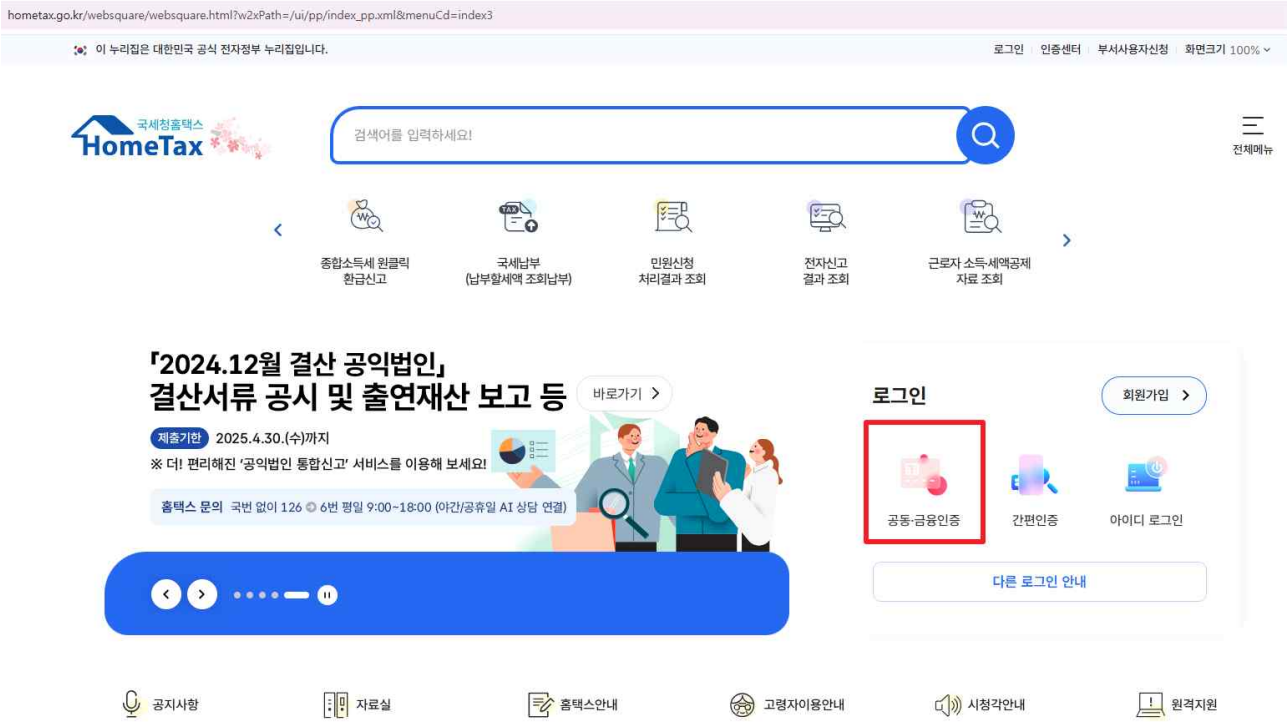 hometax.go.kr/websquare/websquare.html?w2xPath=/ui/pp/index_pp.xml&menuCd=index3
이 누리집은 대한민국 공식 전자정부 누리집입니다.
로그인 인증센터 부서사용자신청 화면크기 100%
국세청홈택스
HomeTax
검색어를 입력하세요!
전체메뉴
종합소득세 원클릭
환급신고
국세납부
(납부할세액 조회납부)
민원신청
처리결과 조회
전자신고
결과 조회
근로자 소득·세액공제
자료 조회
「2024.12월 결산 공익법인」
결산서류 공시 및 출연재산 보고 등
바로가기
제출기한 2025.4.30.(수)까지
※ 더! 편리해진 ‘공익법인 통합신고’ 서비스를 이용해 보세요!
홈택스 문의 국번 없이 126 ➲ 6번 평일 9:00~18:00 (야간/공휴일 AI 상담 연결)
로그인
회원가입
공동·금융인증
간편인증
아이디 로그인
다른 로그인 안내
공지사항
자료실
홈택스안내
고령자이용안내
시청각안내
원격지원